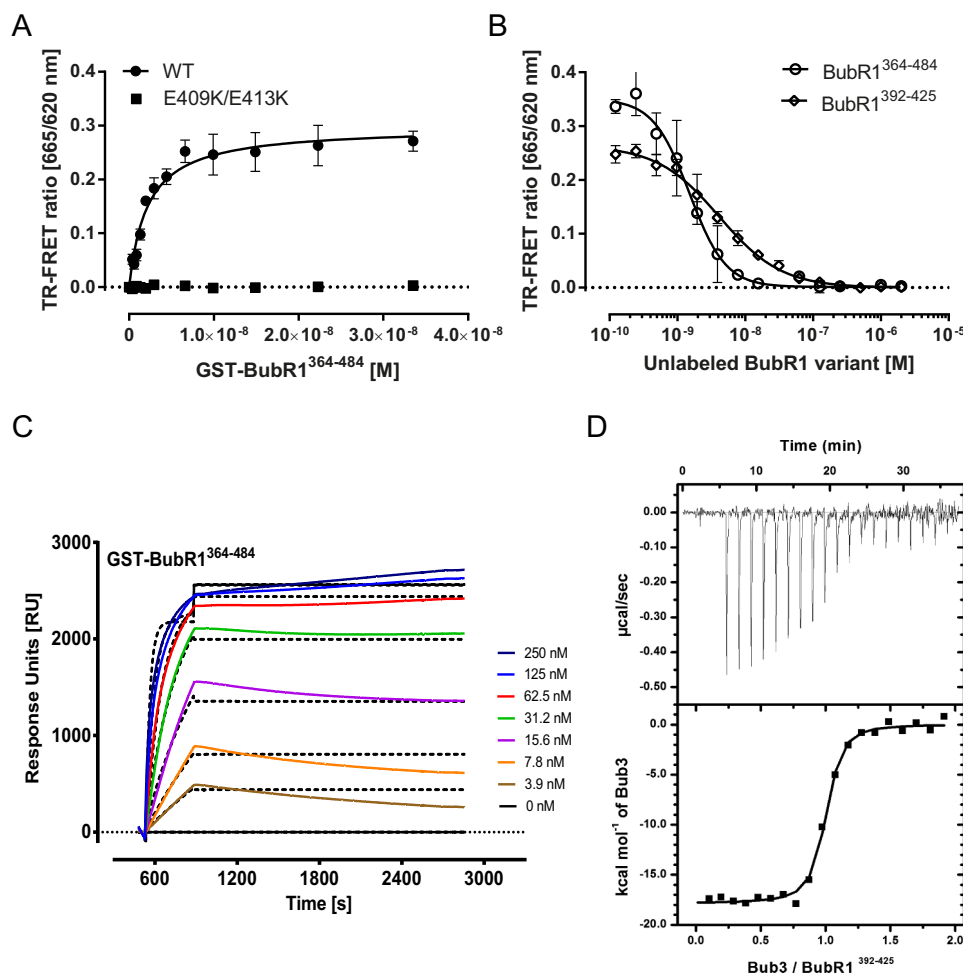 A
TR-FRET ratio [665/620 nm]
WT
E409K/E413K
0.4
0.3
0.2
0.1
0.0
0 1.0×10⁻⁸ 2.0×10⁻⁸ 3.0×10⁻⁸ 4.0×10⁻⁸
GST-BubR1³⁶⁴⁻⁴⁸⁴ [M]
B
TR-FRET ratio [665/620 nm]
BubR1³⁶⁴⁻⁴⁸⁴
BubR1³⁹²⁻⁴²⁵
0.4
0.3
0.2
0.1
0.0
10⁻¹⁰ 10⁻⁹ 10⁻⁸ 10⁻⁷ 10⁻⁶ 10⁻⁵
Unlabeled BubR1 variant [M]
C
GST-BubR1³⁶⁴⁻⁴⁸⁴
Response Units [RU]
3000
2000
1000
0
250 nM
125 nM
62.5 nM
31.2 nM
15.6 nM
7.8 nM
3.9 nM
0 nM
600 1200 1800 2400 3000
Time [s]
D
Time (min)
0 10 20 30
µcal/sec
0.00
-0.10
-0.20
-0.30
-0.40
-0.50
-0.60
kcal mol⁻¹ of Bub3
0.0
-5.0
-10.0
-15.0
-20.0
0.0 0.5 1.0 1.5 2.0
Bub3 / BubR1 ³⁹²⁻⁴²⁵